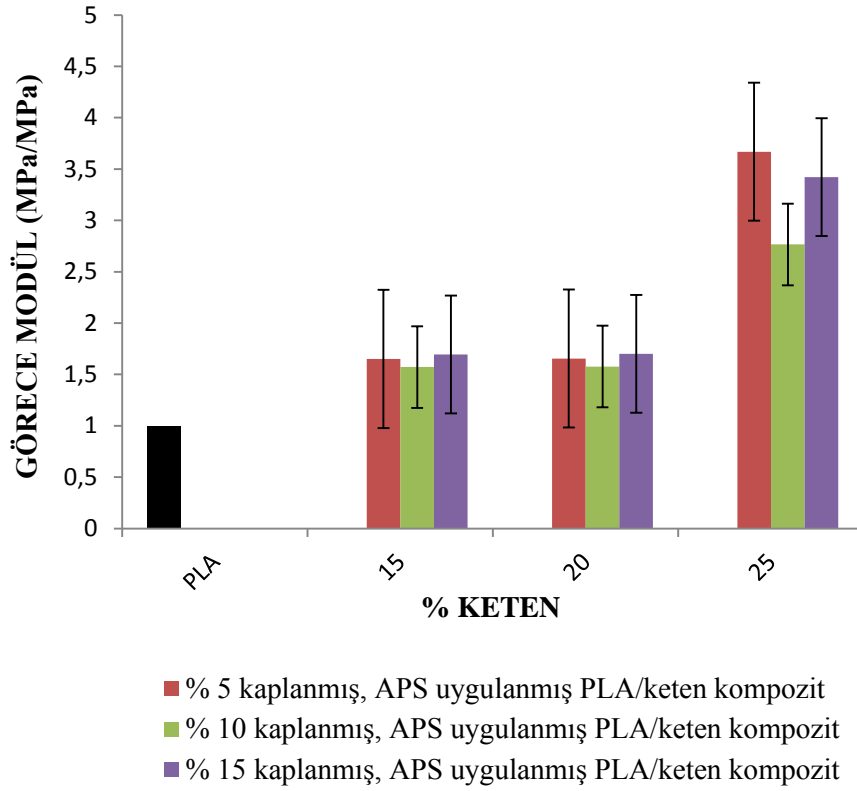 GÖRECE MODÜL (MPa/MPa)
5
4,5
4
3,5
3
2,5
2
1,5
1
0,5
0
PLA
15
20
25
% KETEN
% 5 kaplanmış, APS uygulanmış PLA/keten kompozit
% 10 kaplanmış, APS uygulanmış PLA/keten kompozit
% 15 kaplanmış, APS uygulanmış PLA/keten kompozit